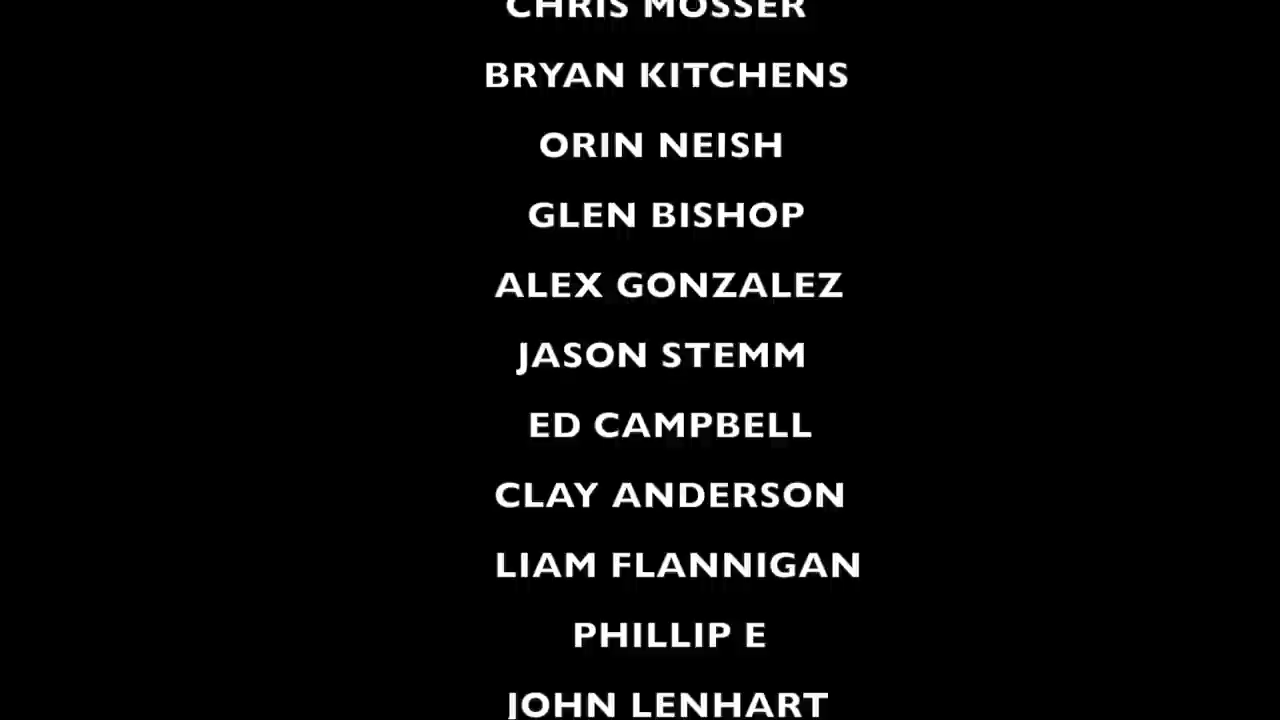 CHRIS MOSSER
BRYAN KITCHENS
ORIN NEISH
GLEN BISHOP
ALEX GONZALEZ
JASON STEMM
ED CAMPBELL
CLAY ANDERSON
LIAM FLANNIGAN
PHILLIP E
JOHN LENHART